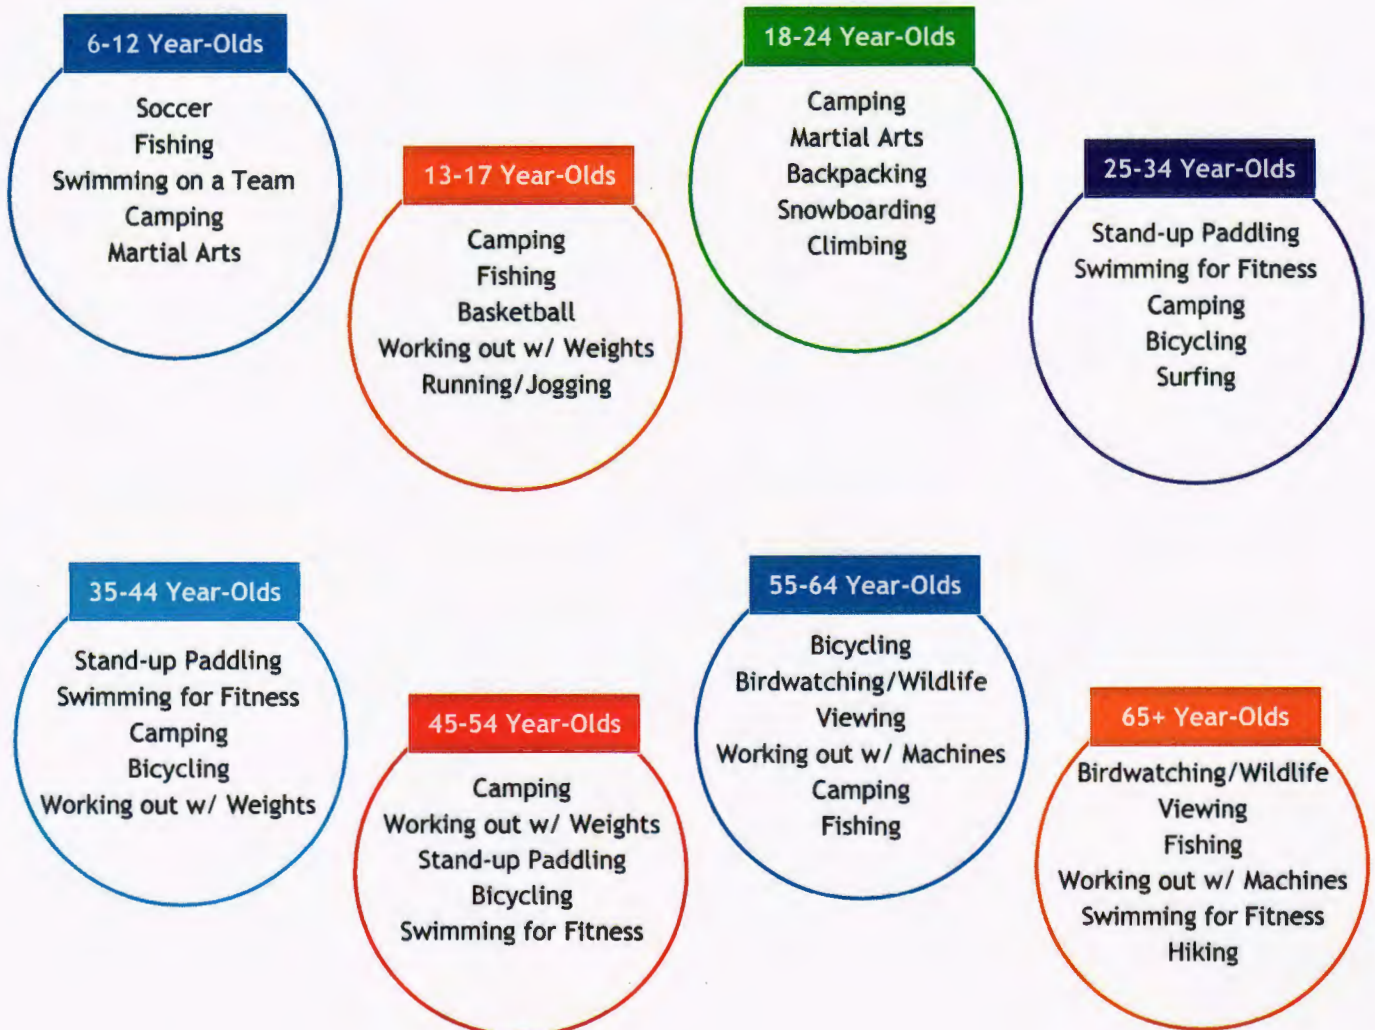 6-12 Year-Olds
Soccer
Fishing
Swimming on a Team
Camping
Martial Arts
13-17 Year-Olds
Camping
Fishing
Basketball
Working out w/ Weights
Running/Jogging
18-24 Year-Olds
Camping
Martial Arts
Backpacking
Snowboarding
Climbing
25-34 Year-Olds
Stand-up Paddling
Swimming for Fitness
Camping
Bicycling
Surfing
35-44 Year-Olds
Stand-up Paddling
Swimming for Fitness
Camping
Bicycling
Working out w/ Weights
45-54 Year-Olds
Camping
Working out w/ Weights
Stand-up Paddling
Bicycling
Swimming for Fitness
55-64 Year-Olds
Bicycling
Birdwatching/Wildlife
Viewing
Working out w/ Machines
Camping
Fishing
65+ Year-Olds
Birdwatching/Wildlife
Viewing
Fishing
Working out w/ Machines
Swimming for Fitness
Hiking